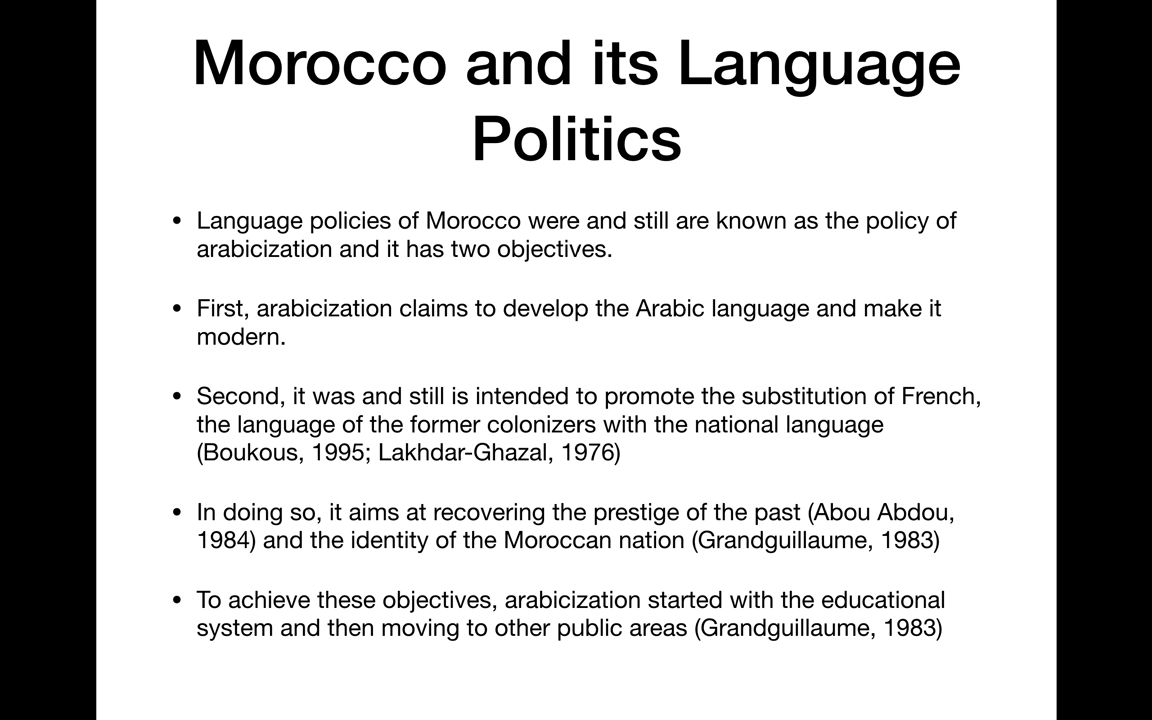 Morocco and its Language
Politics
• Language policies of Morocco were and still are known as the policy of
arabicization and it has two objectives.
• First, arabicization claims to develop the Arabic language and make it
modern.
• Second, it was and still is intended to promote the substitution of French,
the language of the former colonizers with the national language
(Boukous, 1995; Lakhdar-Ghazal, 1976)
• In doing so, it aims at recovering the prestige of the past (Abou Abdou,
1984) and the identity of the Moroccan nation (Grandguillaume, 1983)
• To achieve these objectives, arabicization started with the educational
system and then moving to other public areas (Grandguillaume, 1983)